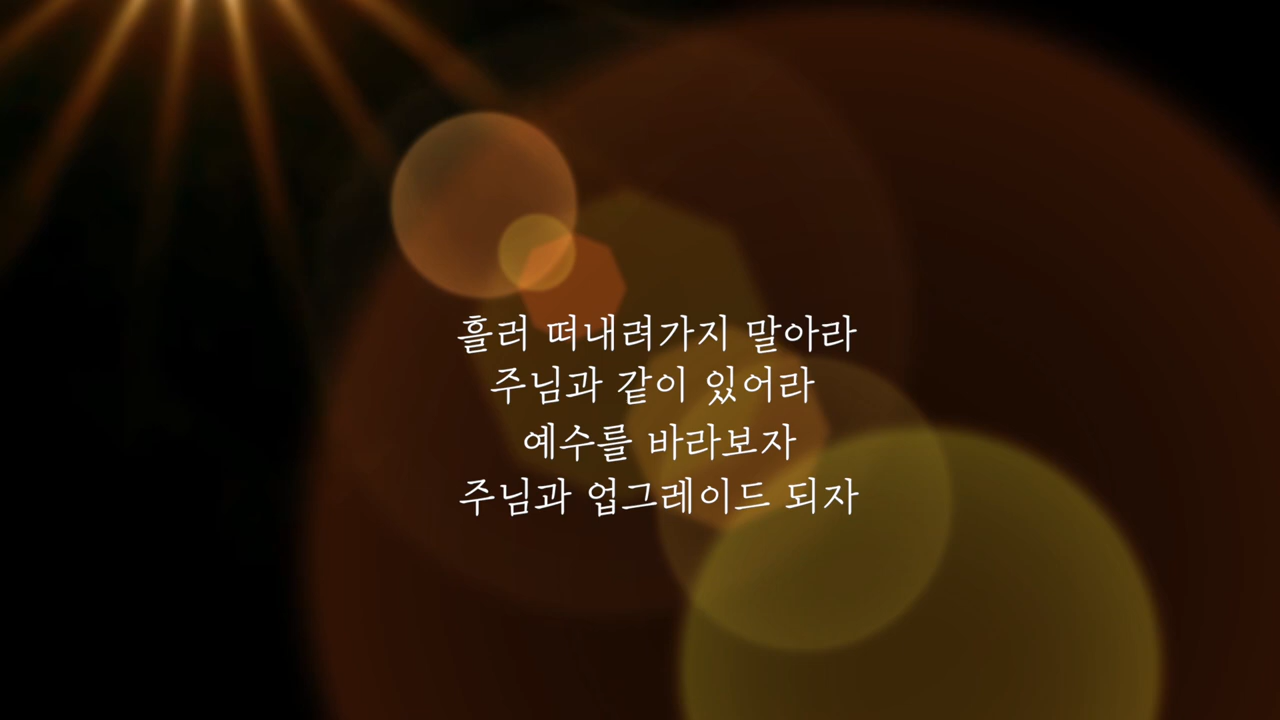 흘러 떠내려가지 말아라
주님과 같이 있어라
예수를 바라보자
주님과 업그레이드 되자